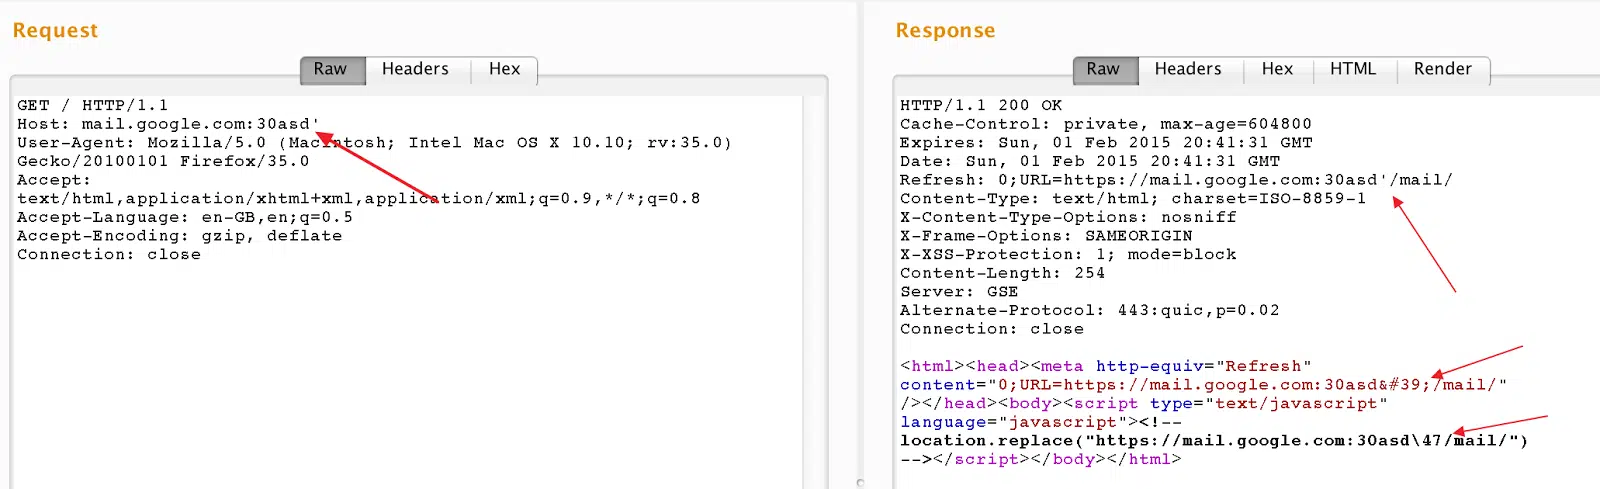 Request
Raw Headers Hex
GET / HTTP/1.1
Host: mail.google.com:30asd'
User-Agent: Mozilla/5.0 (Macintosh; Intel Mac OS X 10.10; rv:35.0)
Gecko/20100101 Firefox/35.0
Accept:
text/html,application/xhtml+xml,application/xml;q=0.9,*/*;q=0.8
Accept-Language: en-GB,en;q=0.5
Accept-Encoding: gzip, deflate
Connection: close
Response
Raw Headers Hex HTML Render
HTTP/1.1 200 OK
Cache-Control: private, max-age=604800
Expires: Sun, 01 Feb 2015 20:41:31 GMT
Date: Sun, 01 Feb 2015 20:41:31 GMT
Refresh: 0;URL=https://mail.google.com:30asd'/mail/
Content-Type: text/html; charset=ISO-8859-1
X-Content-Type-Options: nosniff
X-Frame-Options: SAMEORIGIN
X-XSS-Protection: 1; mode=block
Content-Length: 254
Server: GSE
Alternate-Protocol: 443:quic,p=0.02
Connection: close
<html><head><meta http-equiv="Refresh"
content="0;URL=https://mail.google.com:30asd&#39;/mail/"
/></head><body><script type="text/javascript"
language="javascript"><!--
location.replace("https://mail.google.com:30asd\47/mail/")
--></script></body></html>